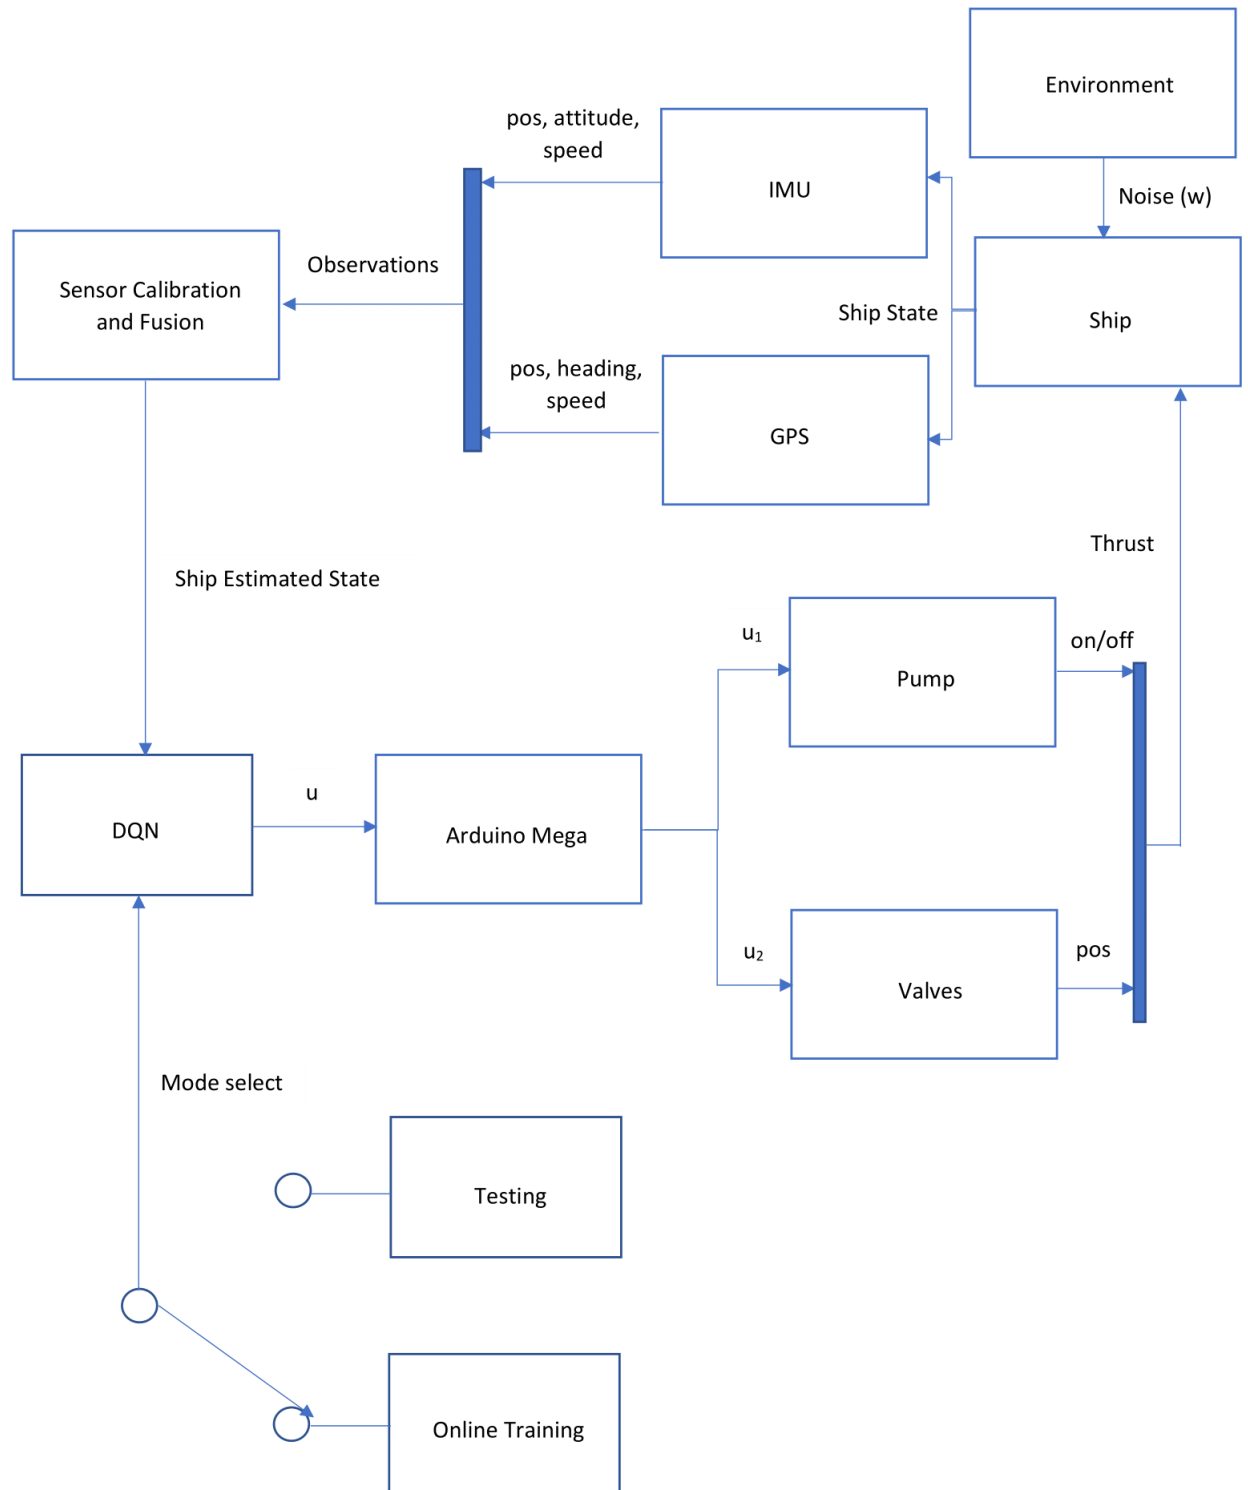 Environment
pos, attitude,
speed
IMU
Noise (w)
Observations
Sensor Calibration
and Fusion
Ship State
Ship
pos, heading,
speed
GPS
Thrust
Ship Estimated State
u₁
on/off
Pump
u
DQN
Arduino Mega
u₂
pos
Valves
Mode select
Testing
Online Training